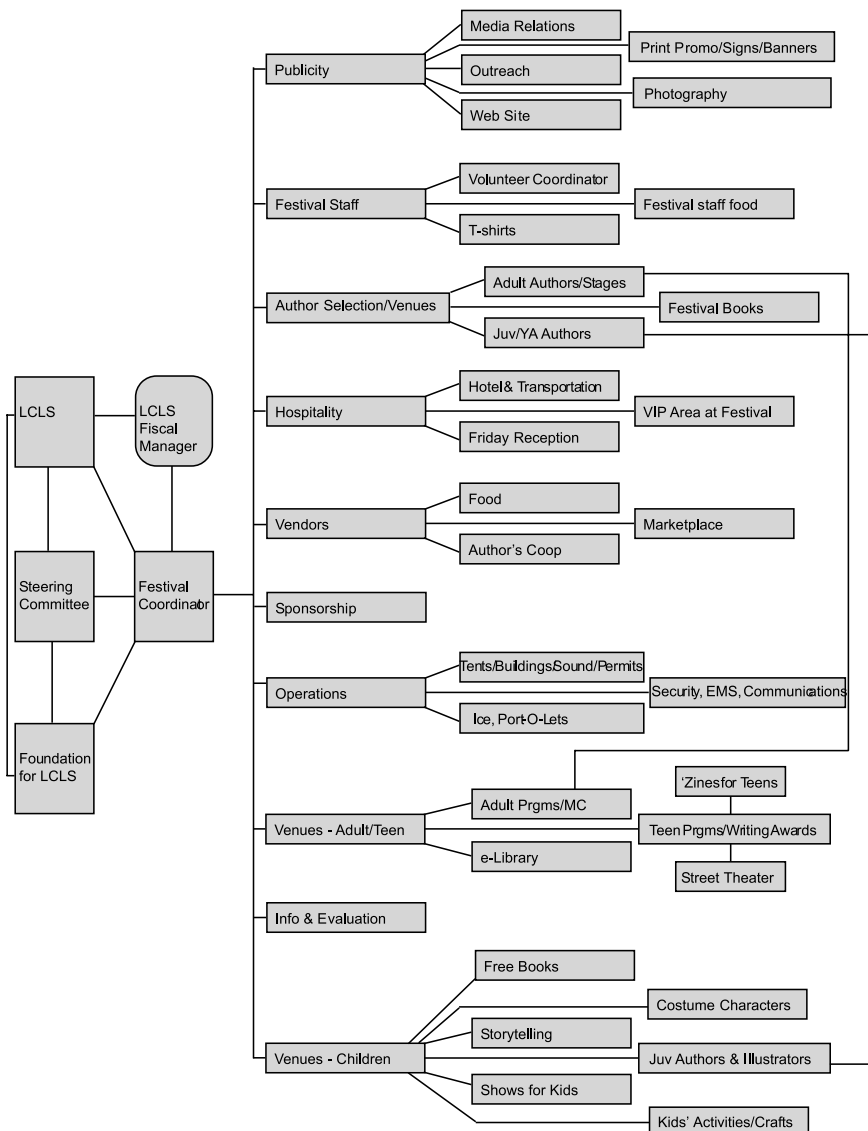 Media Relations
Print Promo/Signs/Banners
Publicity
Outreach
Photography
Web Site
Volunteer Coordinator
Festival Staff
Festival staff food
T-shirts
Adult Authors/Stages
Author Selection/Venues
Festival Books
Juv/YA Authors
Hotel & Transportation
LCLS
LCLS
Fiscal
Manager
Hospitality
VIP Area at Festival
Friday Reception
Food
Vendors
Marketplace
Author's Coop
Steering
Committee
Festival
Coordinator
Sponsorship
Tents/Buildings/Sound/Permits
Operations
Security, EMS, Communications
Ice, Port-O-Lets
Foundation
for LCLS
'Zines for Teens
Adult Prgms/MC
Venues - Adult/Teen
Teen Prgms/Writing Awards
e-Library
Street Theater
Info & Evaluation
Free Books
Costume Characters
Storytelling
Venues - Children
Juv Authors & Illustrators
Shows for Kids
Kids' Activities/Crafts